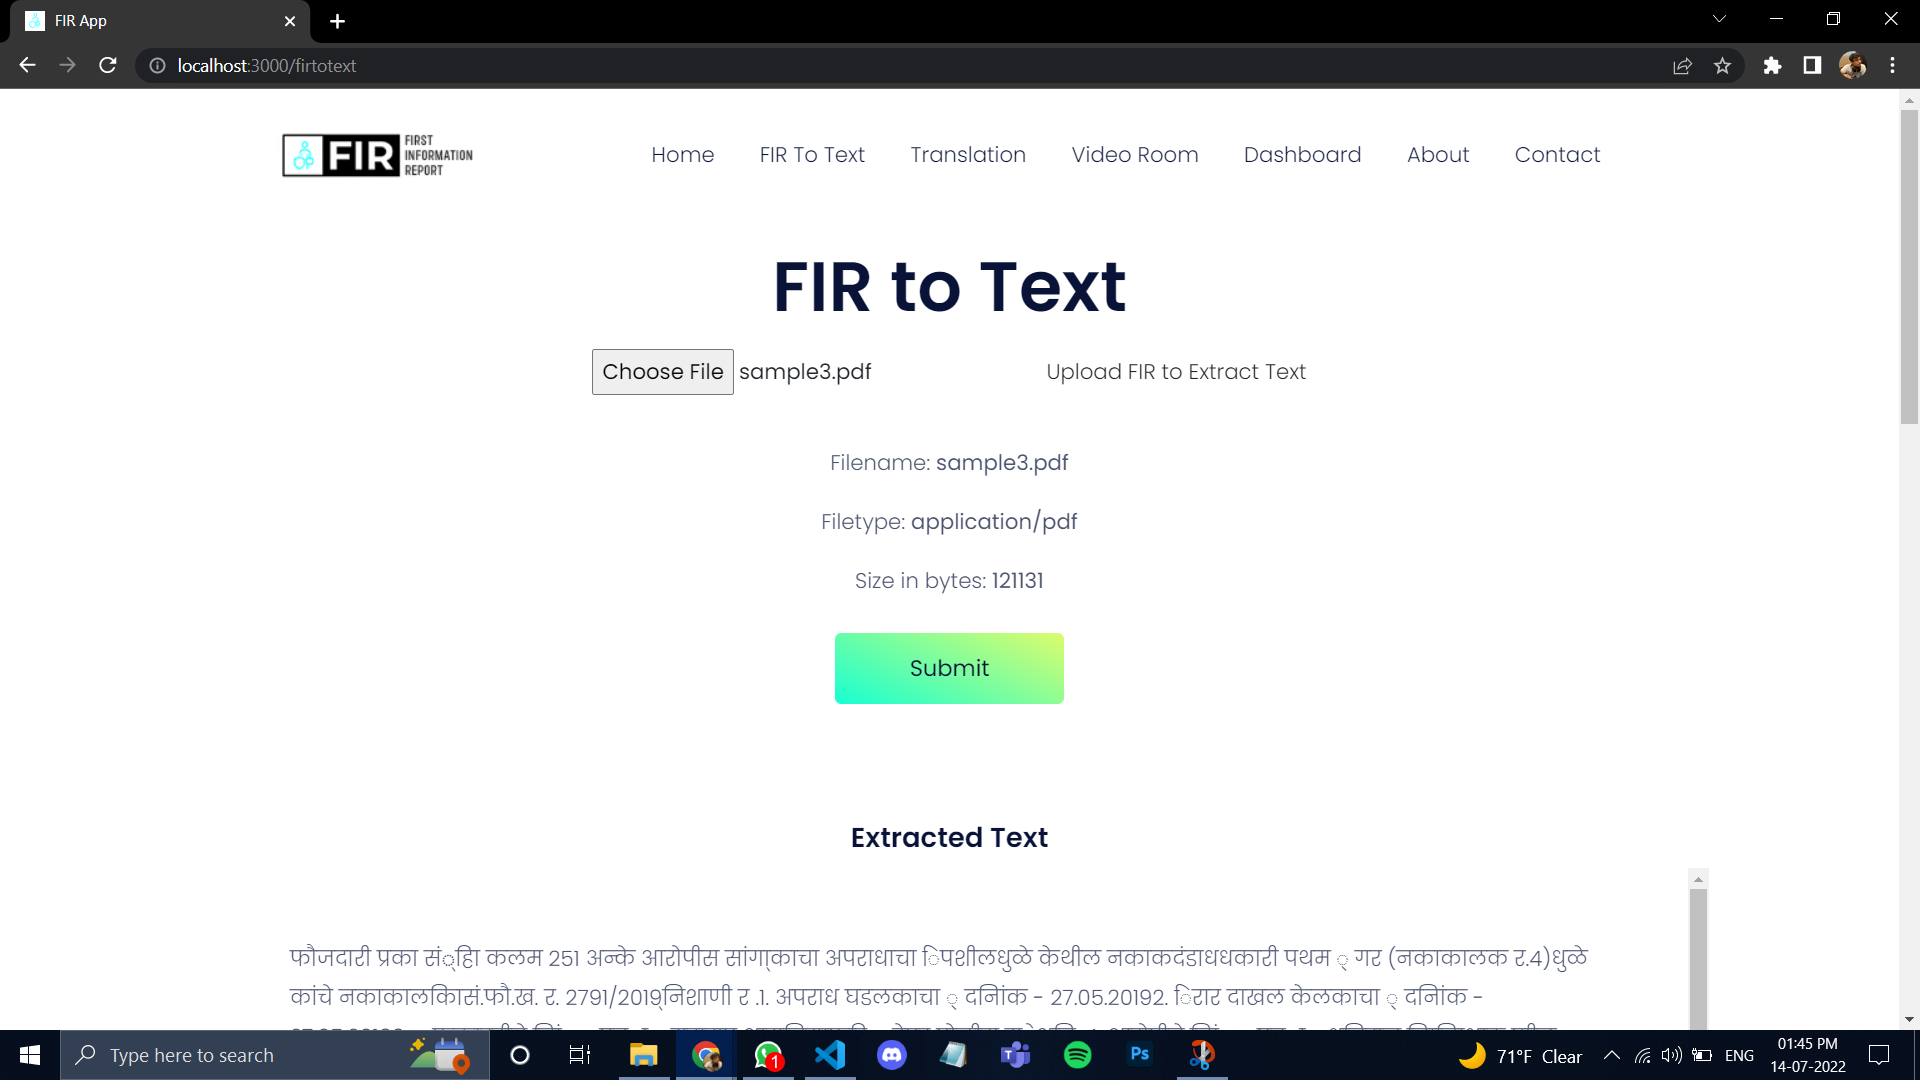 FIR App
localhost:3000/firtotext
FIR FIRST INFORMATION REPORT
Home FIR To Text Translation Video Room Dashboard About Contact
FIR to Text
Choose File sample3.pdf Upload FIR to Extract Text
Filename: sample3.pdf
Filetype: application/pdf
Size in bytes: 121131
Submit
Extracted Text
फौजदारी प्रका सं्हिा कलम 251 अन्के आरोपीस सांगा्काचा अपराधाचा िपशीलधुळे केथील नकाकदंडाधधकारी पथम ् गर (नकाकालक र.4)धुळे
कांचे नकाकालकिासं.फौ.ख. र. 2791/2019्निशाणी र .1. अपराध घडलकाचा ् दनिांक - 27.05.20192. िरार दाखल केलकाचा ् दनिांक -
Type here to search
1
Ps
71°F Clear
ENG
01:45 PM
14-07-2022